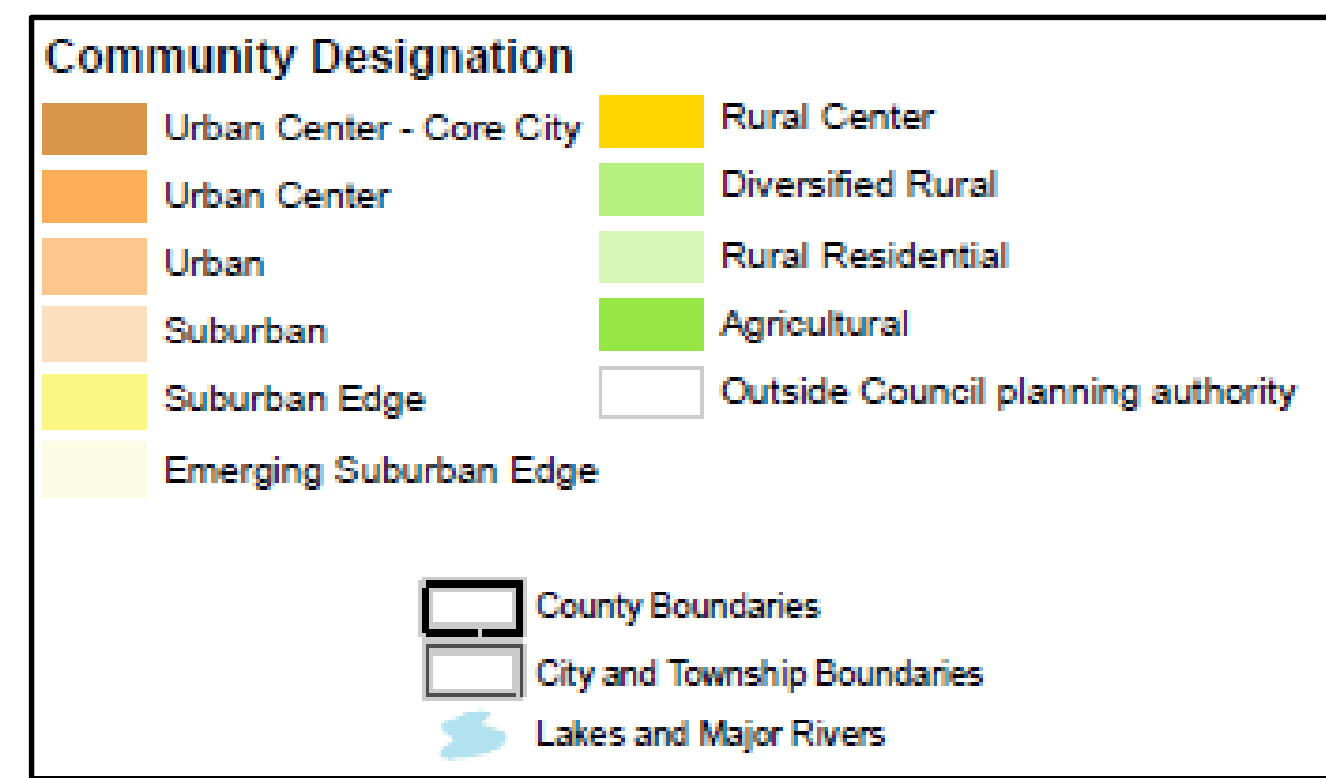 Community Designation
Urban Center - Core City
Urban Center
Urban
Suburban
Suburban Edge
Emerging Suburban Edge
Rural Center
Diversified Rural
Rural Residential
Agricultural
Outside Council planning authority
County Boundaries
City and Township Boundaries
Lakes and Major Rivers